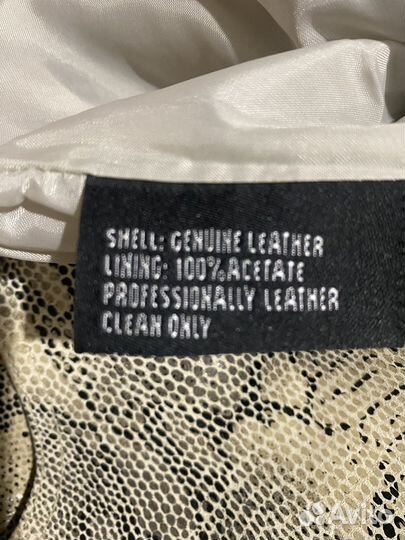 SHELL: GENUINE LEATHER
LINING: 100% ACETATE
PROFESSIONALLY LEATHER
CLEAN ONLY
Avito